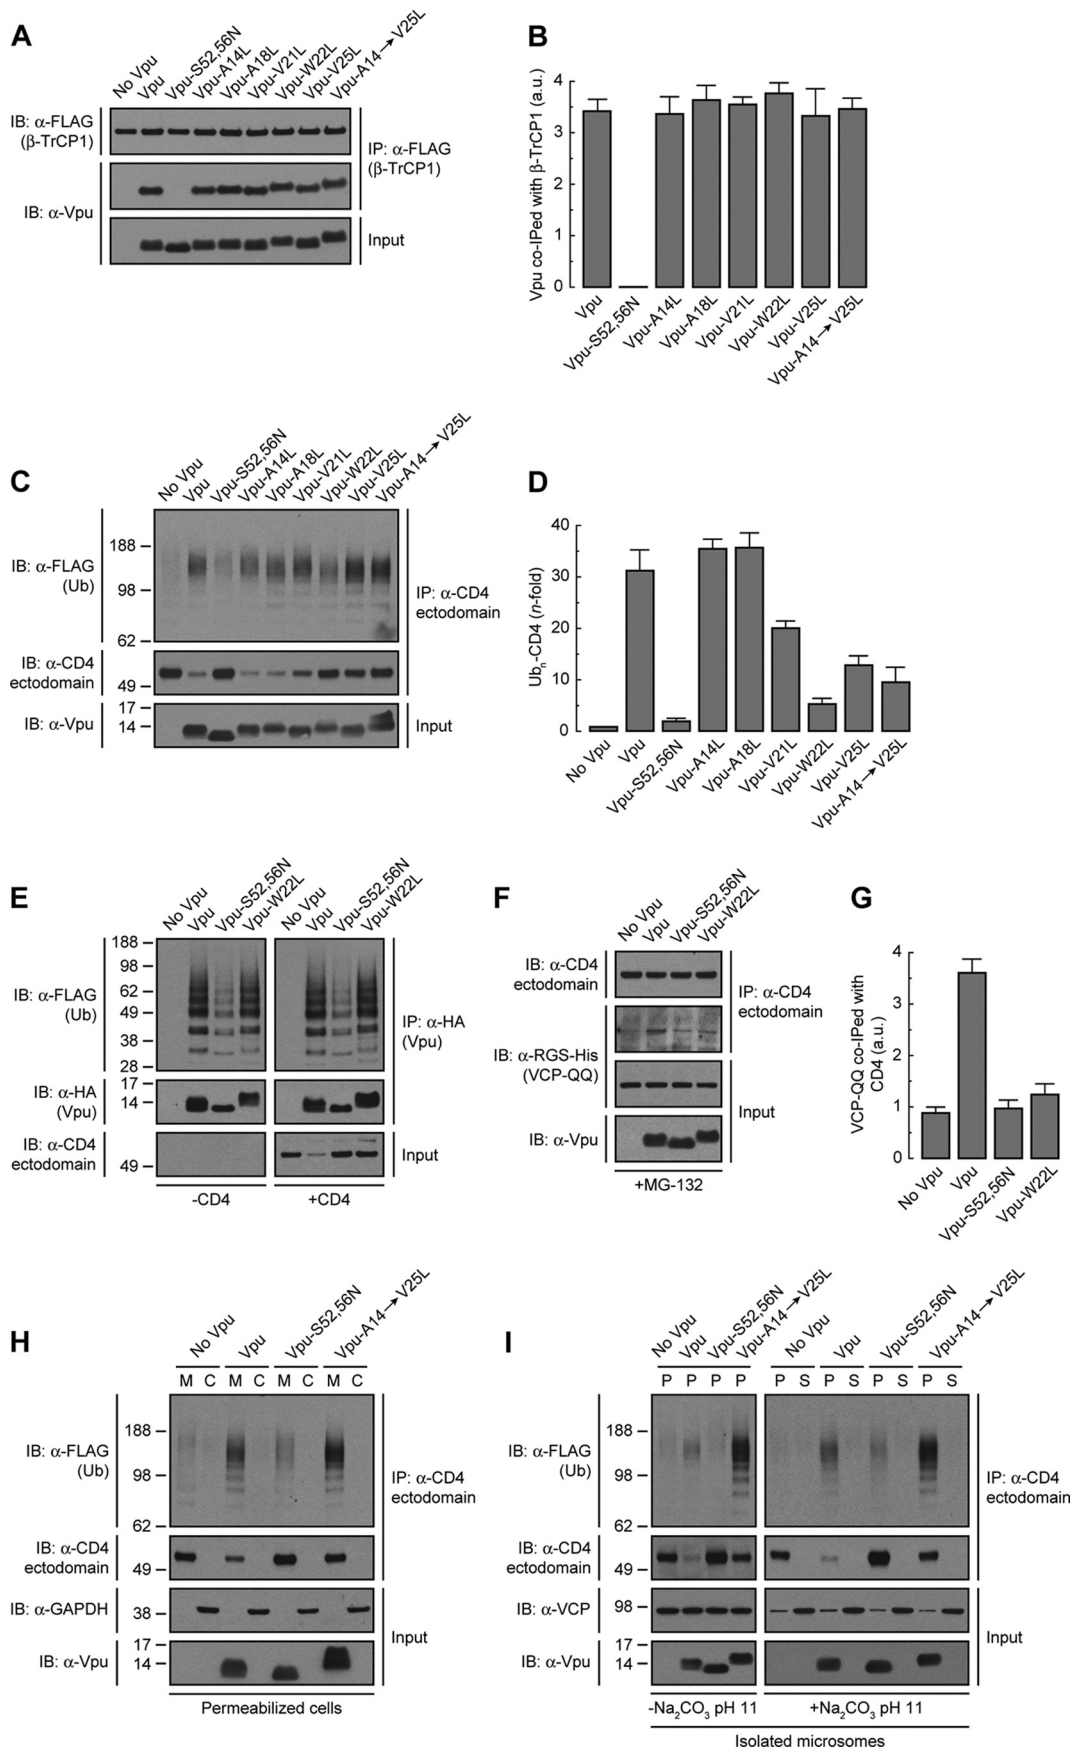 A
No Vpu
Vpu
Vpu-S52,56N
Vpu-A14L
Vpu-A18L
Vpu-V21L
Vpu-W22L
Vpu-V25L
Vpu-A14→V25L
IB: α-FLAG
(β-TrCP1)
IB: α-Vpu
IP: α-FLAG
(β-TrCP1)
Input
B
Vpu co-IPed with β-TrCP1 (a.u.)
4
3
2
1
0
Vpu
Vpu-S52,56N
Vpu-A14L
Vpu-A18L
Vpu-V21L
Vpu-W22L
Vpu-V25L
Vpu-A14→V25L
C
No Vpu
Vpu
Vpu-S52,56N
Vpu-A14L
Vpu-A18L
Vpu-V21L
Vpu-W22L
Vpu-V25L
Vpu-A14→V25L
IB: α-FLAG
(Ub)
188
98
62
IP: α-CD4
ectodomain
IB: α-CD4
ectodomain
49
IB: α-Vpu
17
14
Input
D
Ubn-CD4 (n-fold)
40
30
20
10
0
No Vpu
Vpu
Vpu-S52,56N
Vpu-A14L
Vpu-A18L
Vpu-V21L
Vpu-W22L
Vpu-V25L
Vpu-A14→V25L
E
No Vpu
Vpu
Vpu-S52,56N
Vpu-W22L
No Vpu
Vpu
Vpu-S52,56N
Vpu-W22L
IB: α-FLAG
(Ub)
188
98
62
49
38
28
IP: α-HA
(Vpu)
IB: α-HA
(Vpu)
17
14
IB: α-CD4
ectodomain
49
Input
-CD4
+CD4
F
No Vpu
Vpu
Vpu-S52,56N
Vpu-W22L
IB: α-CD4
ectodomain
IP: α-CD4
ectodomain
IB: α-RGS-His
(VCP-QQ)
Input
IB: α-Vpu
+MG-132
G
VCP-QQ co-IPed with
CD4 (a.u.)
4
3
2
1
0
No Vpu
Vpu
Vpu-S52,56N
Vpu-W22L
H
No Vpu
Vpu
Vpu-S52,56N
Vpu-A14→V25L
M C M C M C M C
IB: α-FLAG
(Ub)
188
98
62
IP: α-CD4
ectodomain
IB: α-CD4
ectodomain
49
IB: α-GAPDH
38
IB: α-Vpu
17
14
Input
Permeabilized cells
I
No Vpu
Vpu
Vpu-S52,56N
Vpu-A14→V25L
No Vpu
Vpu
Vpu-S52,56N
Vpu-A14→V25L
P P P P P S P S P S P S
IB: α-FLAG
(Ub)
188
98
62
IP: α-CD4
ectodomain
IB: α-CD4
ectodomain
49
IB: α-VCP
98
IB: α-Vpu
17
14
Input
-Na2CO3 pH 11
+Na2CO3 pH 11
Isolated microsomes